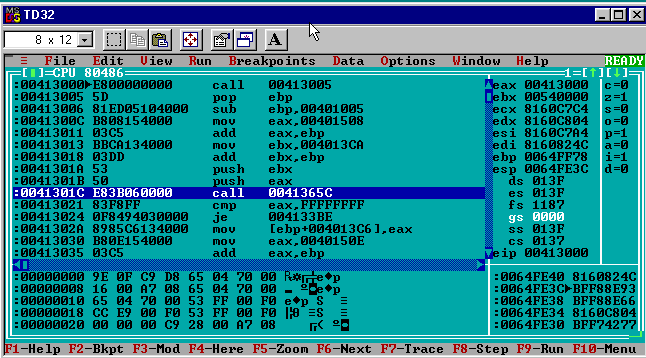 TD32
8 x 12
A
≡ File Edit View Run Breakpoints Data Options Window Help READY
[■]=CPU 80486 1=[↑][↓]
:00413000►E800000000 call 00413005 eax 00413000 c=0
:00413005 5D pop ebp ebx 00540000 z=1
:00413006 81ED05104000 sub ebp,00401005 ecx 8160C7C4 s=0
:0041300C B808154000 mov eax,00401508 edx 8160C804 o=0
:00413011 03C5 add eax,ebp esi 8160C7A4 p=1
:00413013 BBCA134000 mov ebx,004013CA edi 8160824C a=0
:00413018 03DD add ebx,ebp ebp 0064FF78 i=1
:0041301A 53 push ebx esp 0064FE3C d=0
:0041301B 50 push eax ds 013F
:0041301C E83B060000 call 0041365C es 013F
:00413021 83F8FF cmp eax,FFFFFFFF fs 1187
:00413024 0F8494030000 je 004133BE gs 0000
:0041302A 8985C6134000 mov [ebp+004013C6],eax ss 013F
:00413030 B80E154000 mov eax,0040150E cs 0137
:00413035 03C5 add eax,ebp eip 00413000
:00000000 9E 0F C9 D8 65 04 70 00 ₧☼╔╪e♦p :0064FE40 8160824C
:00000008 16 00 A7 08 65 04 70 00 ▬ º◘e♦p :0064FE3C►BFF88E93
:00000010 65 04 70 00 53 FF 00 F0 e♦p S ≡ :0064FE38 BFF88E66
:00000018 CC E9 00 F0 53 FF 00 F0 ╠Θ ≡S ≡ :0064FE34 8160C804
:00000020 00 00 00 C9 28 00 A7 08 ╔( º◘ :0064FE30 BFF74277
F1-Help F2-Bkpt F3-Mod F4-Here F5-Zoom F6-Next F7-Trace F8-Step F9-Run F10-Menu